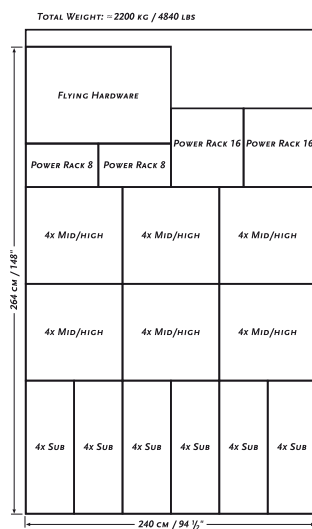 Total Weight: ≈2200 kg / 4840 lbs
Flying Hardware
Power Rack 16 Power Rack 16
Power Rack 8 Power Rack 8
4x Mid/high 4x Mid/high 4x Mid/high
264 cm / 148"
4x Mid/high 4x Mid/high 4x Mid/high
4x Sub 4x Sub 4x Sub 4x Sub 4x Sub 4x Sub
240 cm / 94 ½"